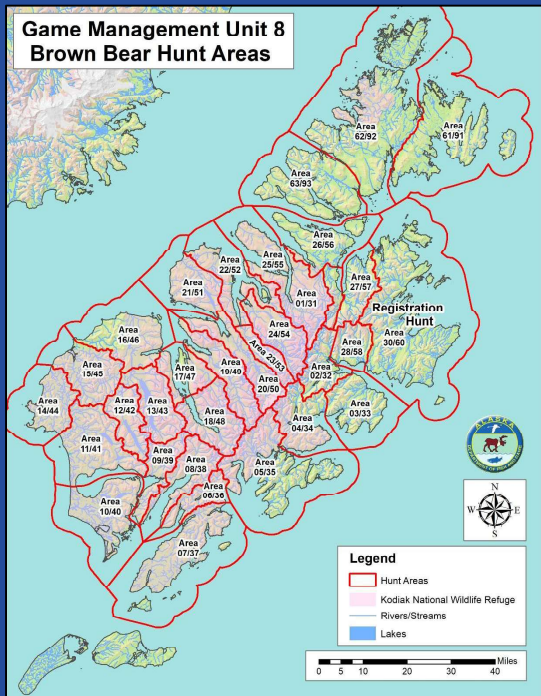 Game Management Unit 8
Brown Bear Hunt Areas
Area
62/92
Area
61/91
Area
63/93
Area
26/56
Area
25/55
Area
22/52
Area
21/51
Area
01/31
Area
27/57
Registration
Hunt
Area
30/60
Area
24/54
Area 23/53
Area
28/58
Area
16/46
Area
15/45
Area
17/47
Area
19/49
Area
20/50
Area
02/32
Area
03/33
Area
14/44
Area
12/42
Area
13/43
Area
18/48
Area
04/34
Area
11/41
Area
09/39
Area
08/38
Area
05/35
Area
06/36
Area
10/40
Area
07/37
ALASKA
N
W
E
S
Legend
Hunt Areas
Kodiak National Wildlife Refuge
Rivers/Streams
Lakes
Miles
0 5 10 20 30 40